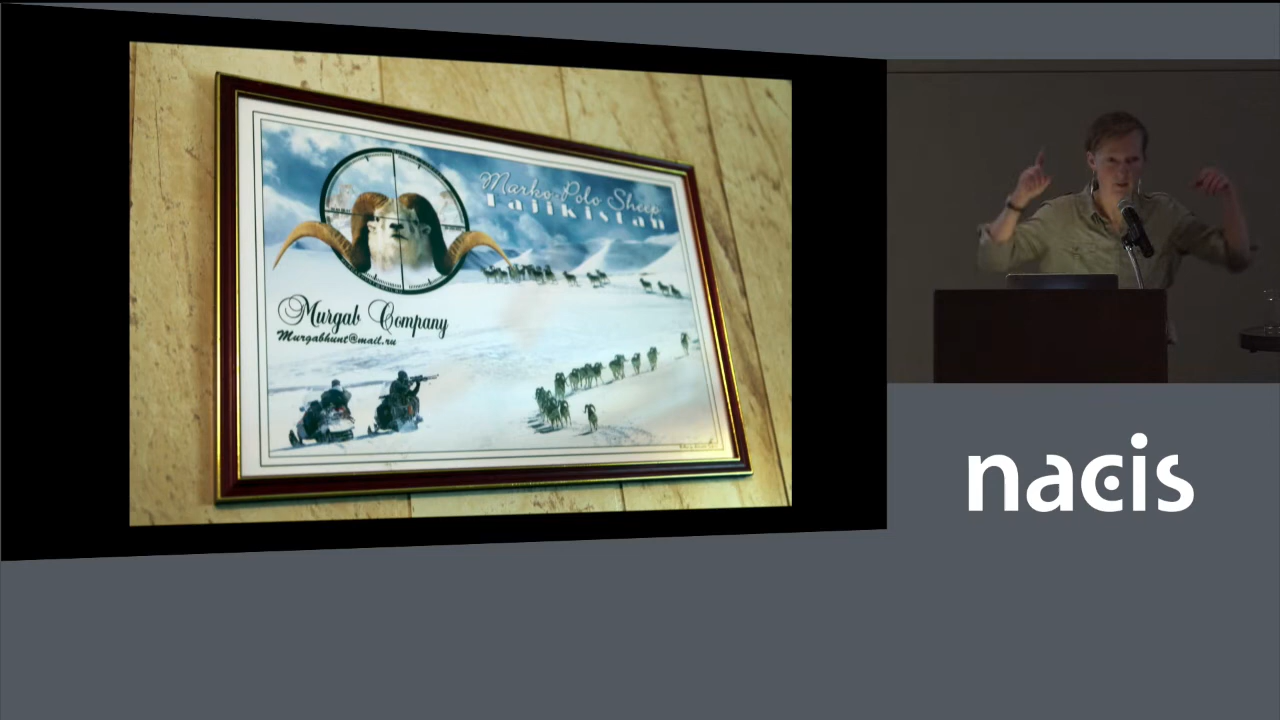 Marko Polo Sheep
Tajikistan
Murgab Company
Murgabhunt@mail.ru
nacis